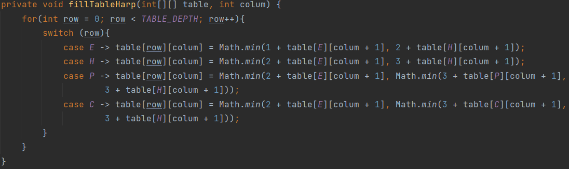 private void fillTableHarp(int[][] table, int colum) {
    for(int row = 0; row < TABLE_DEPTH; row++){
        switch (row){
            case E -> table[row][colum] = Math.min(1 + table[E][colum + 1], 2 + table[H][colum + 1]);
            case H -> table[row][colum] = Math.min(2 + table[E][colum + 1], 3 + table[H][colum + 1]);
            case P -> table[row][colum] = Math.min(2 + table[E][colum + 1], Math.min(3 + table[P][colum + 1],
                    3 + table[H][colum + 1]));
            case C -> table[row][colum] = Math.min(2 + table[E][colum + 1], Math.min(3 + table[C][colum + 1],
                    3 + table[H][colum + 1]));
        }
    }
}